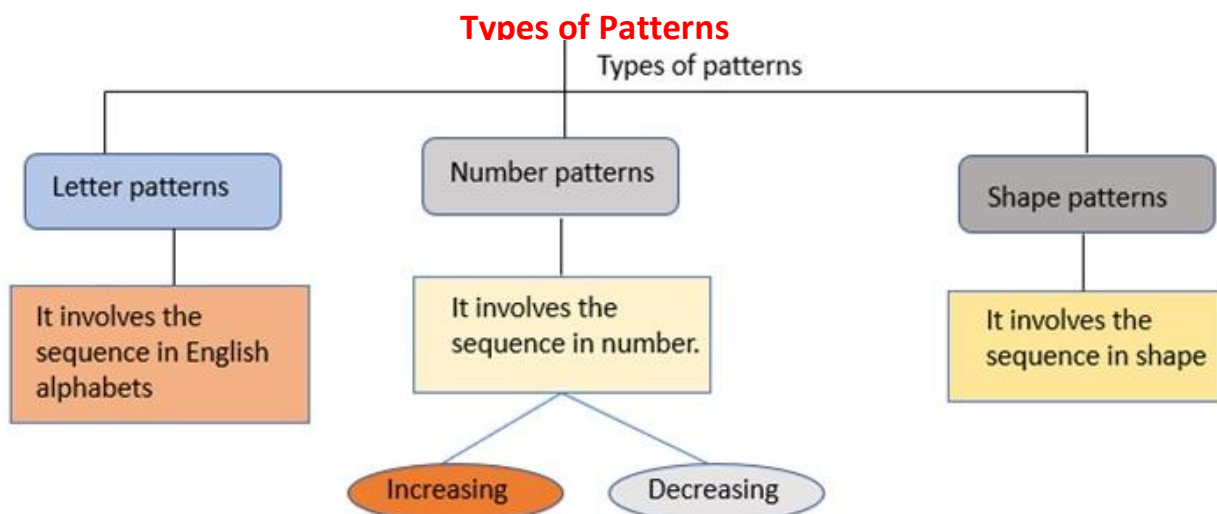 Types of Patterns
Types of patterns
Letter patterns
Number patterns
Shape patterns
It involves the
sequence in English
alphabets
It involves the
sequence in number.
It involves the
sequence in shape
Increasing
Decreasing